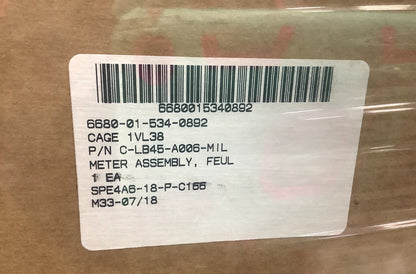 6680015340892
6680-01-534-0892
CAGE 1VL38
P/N C-LB45-A006-MIL
METER ASSEMBLY, FEUL
1 EA
SPE4A6-18-P-C166
M33-07/18